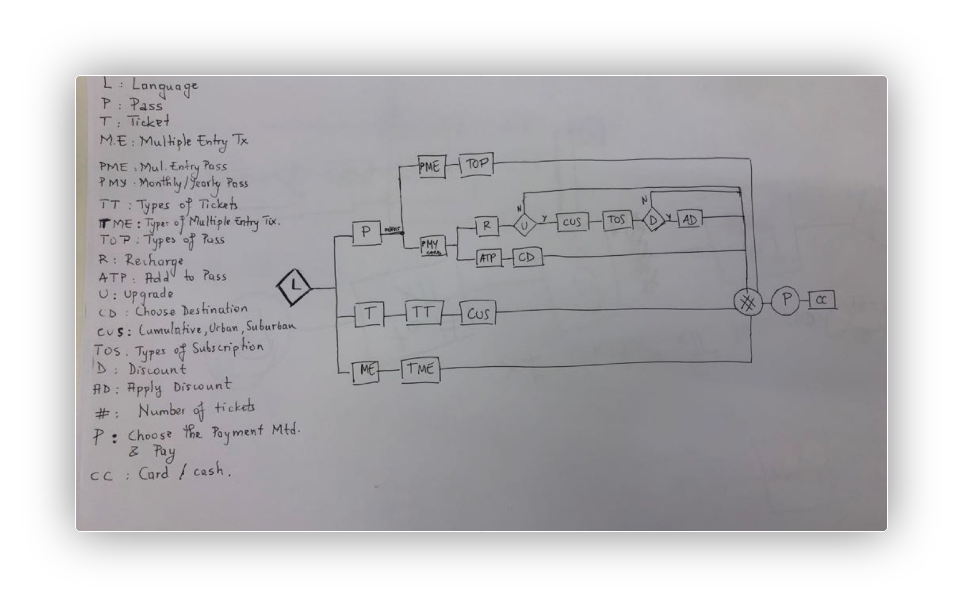 L : Language
P : Pass
T : Ticket
M.E : Multiple Entry Tx
PME : Mul. Entry Pass
PMY : Monthly/Yearly Pass
TT : Types of Tickets
TME : Types of Multiple Entry Tix.
TOP : Types of Pass
R : Recharge
ATP : Add to Pass
U : Upgrade
CD : Choose Destination
CUS : Cumulative, Urban, Suburban
TOS . Types of Subscription
D : Discount
AD : Apply Discount
# : Number of tickets
P : Choose the Payment Mtd.
& Pay
CC : Card / cash.
PME TOP
N N
R U Y CUS TOS D Y AD
P PMY
ATP CD
L
T TT CUS # P CC
ME TME